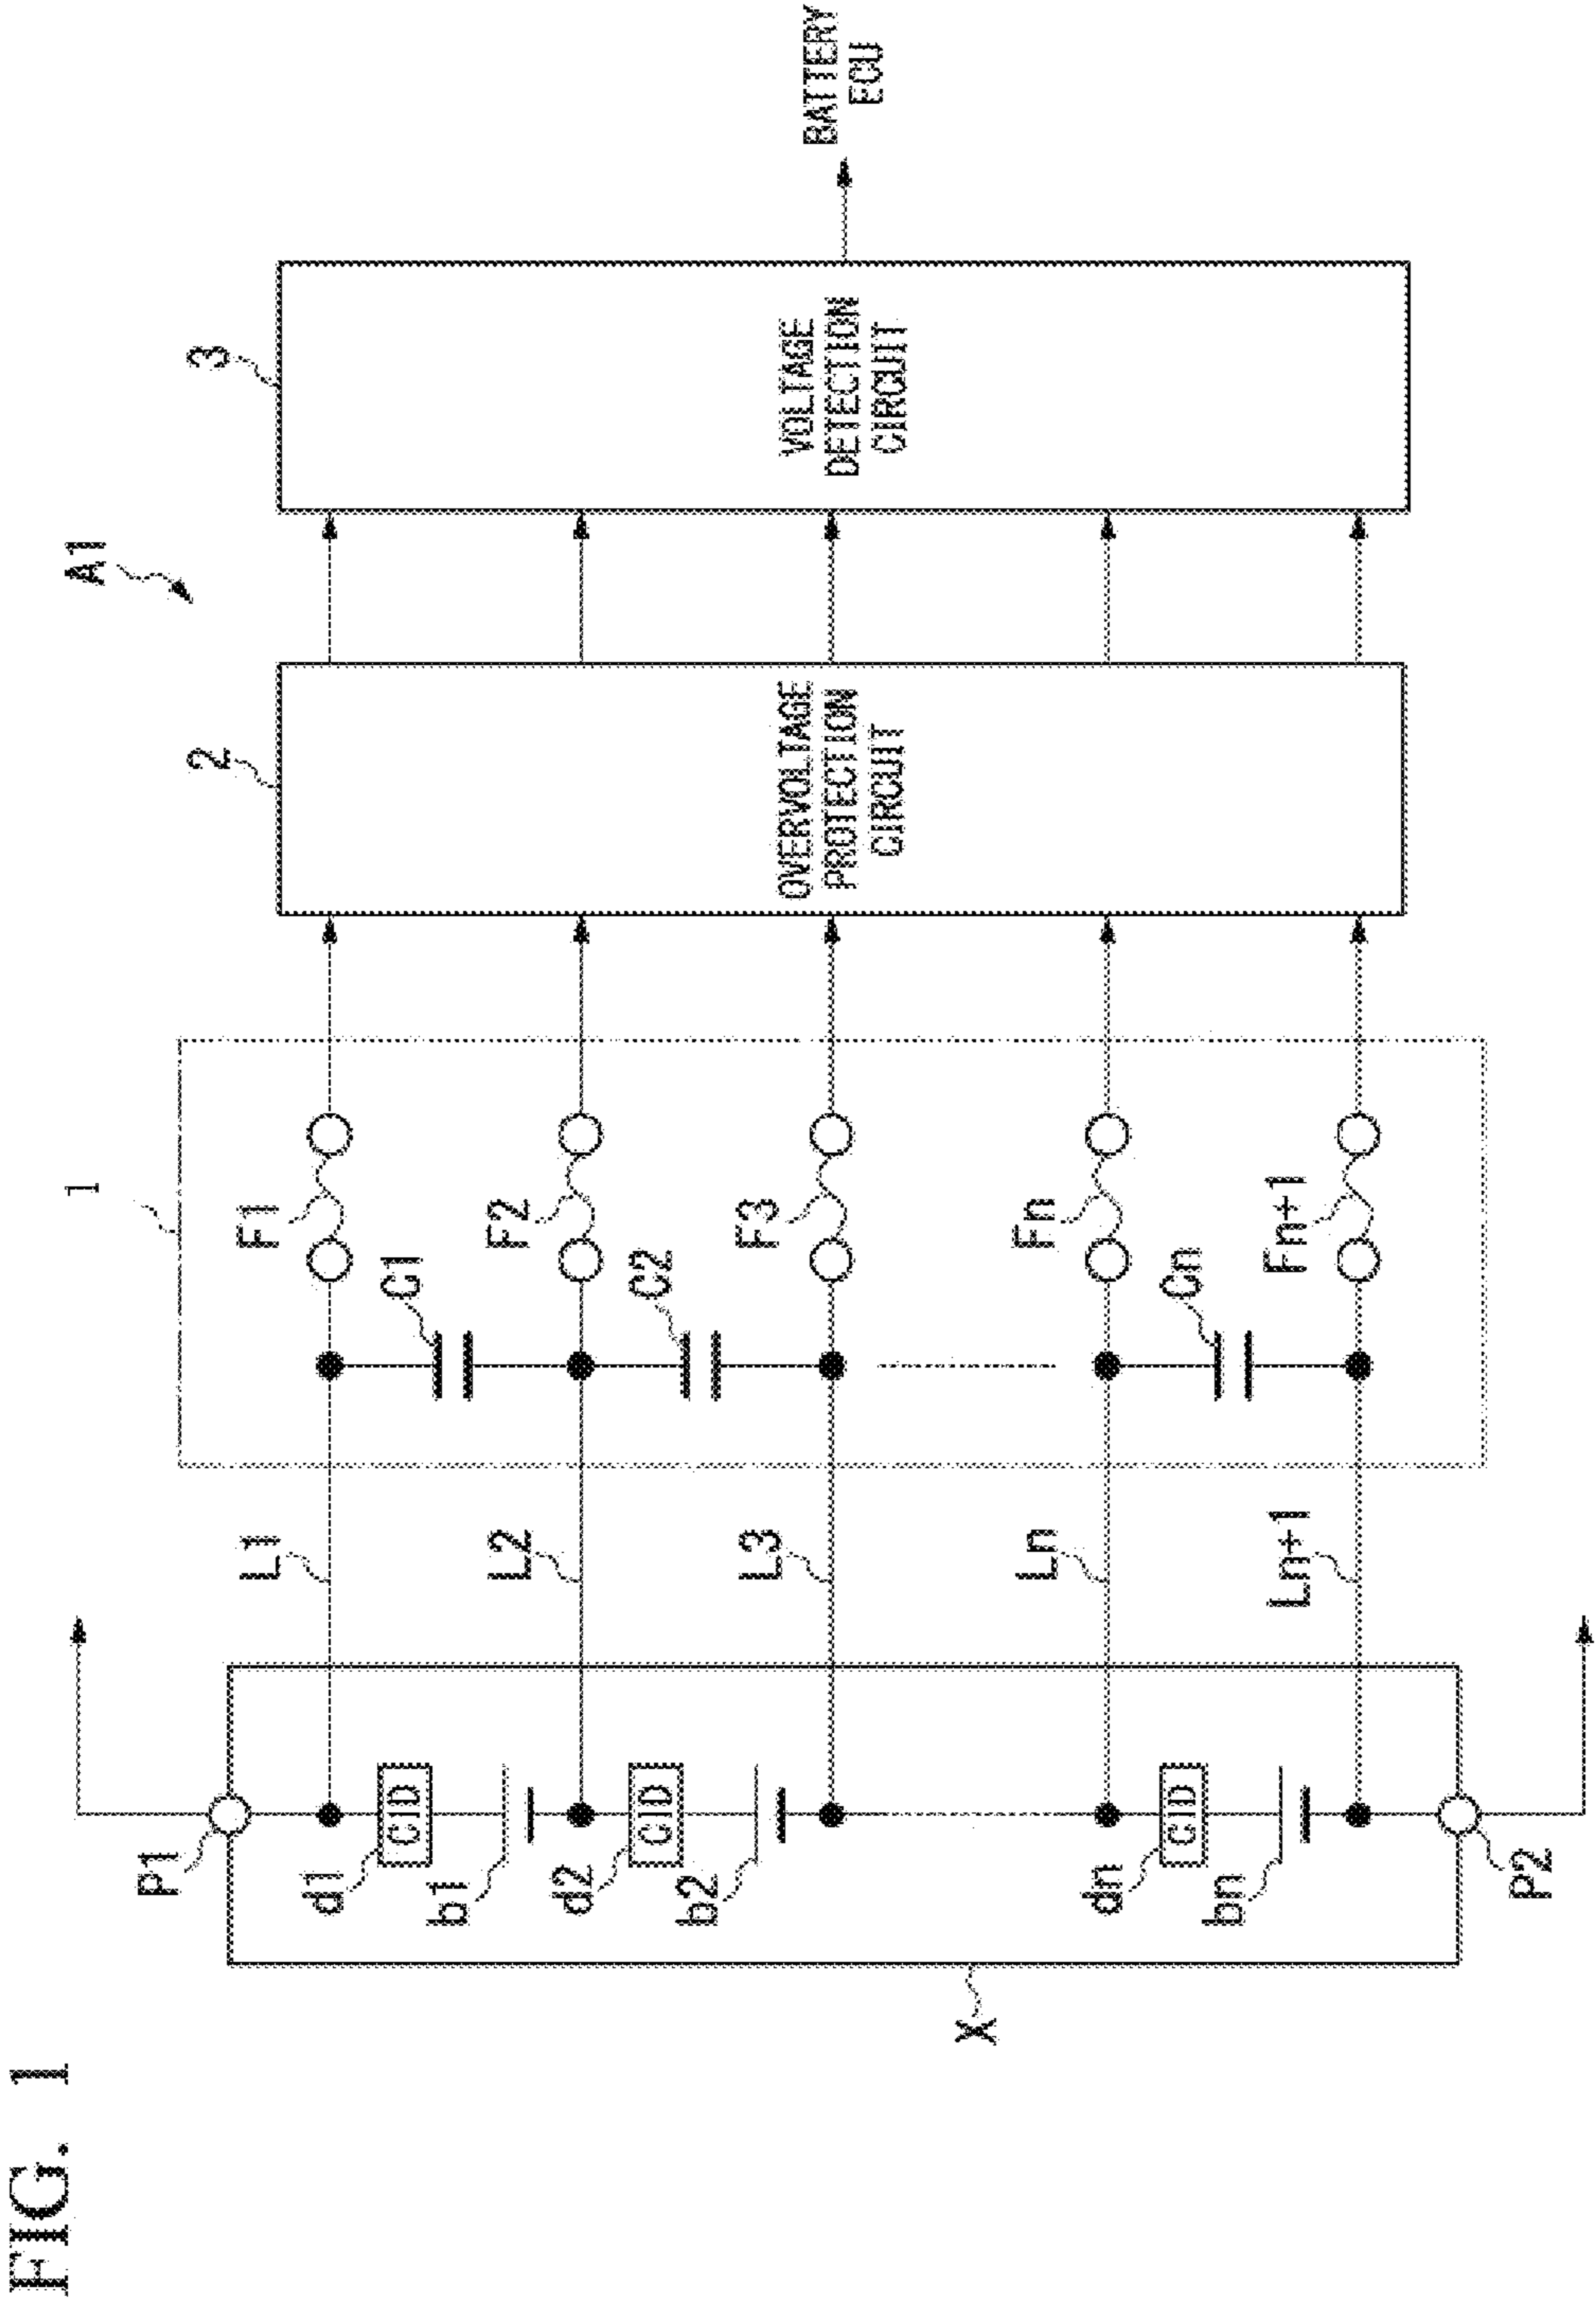 FIG. 1
A1
1
2
3
P1
L1
F1
d1
CID
C1
b1
L2
F2
d2
CID
C2
b2
L3
F3
OVERVOLTAGE
PROTECTION
CIRCUIT
VOLTAGE
DETECTION
CIRCUIT
BATTERY
ECU
X
Ln
Fn
dn
CID
Cn
bn
Ln+1
Fn+1
P2